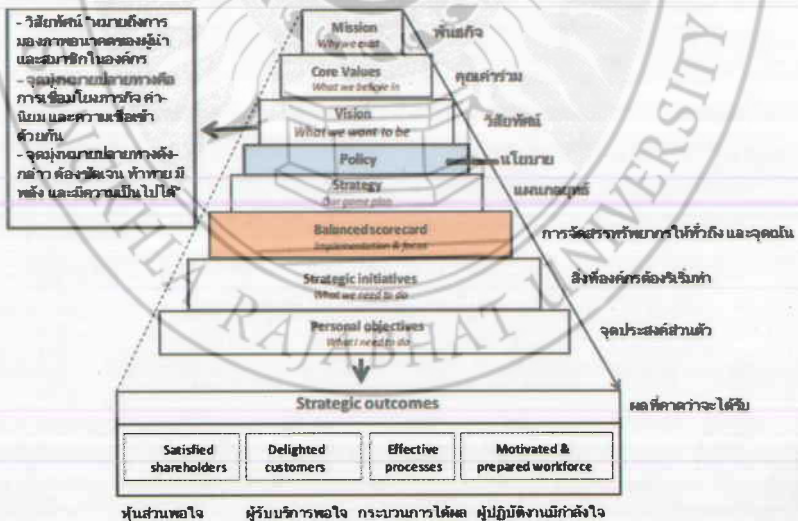 - วิสัยทัศน์ "หมายถึงการ
มองภาพอนาคตของผู้นำ
และสมาชิกในองค์กร
- จุดมุ่งหมายปลายทางคือ
การเชื่อมโยงภารกิจ ค่า-
นิยม และความเชื่อเข้า
ด้วยกัน
- จุดมุ่งหมายปลายทางดัง-
กล่าว ต้องชัดเจน ท้าทาย มี
พลัง และมีความเป็นไปได้"
Mission
Why we exist
พันธกิจ
Core Values
What we believe in
คุณค่าร่วม
Vision
What we want to be
วิสัยทัศน์
Policy
นโยบาย
Strategy
Our game plan
แผนกลยุทธ์
Balanced scorecard
Implementation & focus
การจัดสรรทรัพยากรให้ทั่วถึง และจุดเน้น
Strategic initiatives
What we need to do
สิ่งที่องค์กรต้องริเริ่มทำ
Personal objectives
What I need to do
จุดประสงค์ส่วนตัว
Strategic outcomes
ผลที่คาดว่าจะได้รับ
Satisfied
shareholders
Delighted
customers
Effective
processes
Motivated &
prepared workforce
หุ้นส่วนพอใจ ผู้รับบริการพอใจ กระบวนการได้ผล ผู้ปฏิบัติงานมีกำลังใจ
RAJABHAT UNIVERSITY